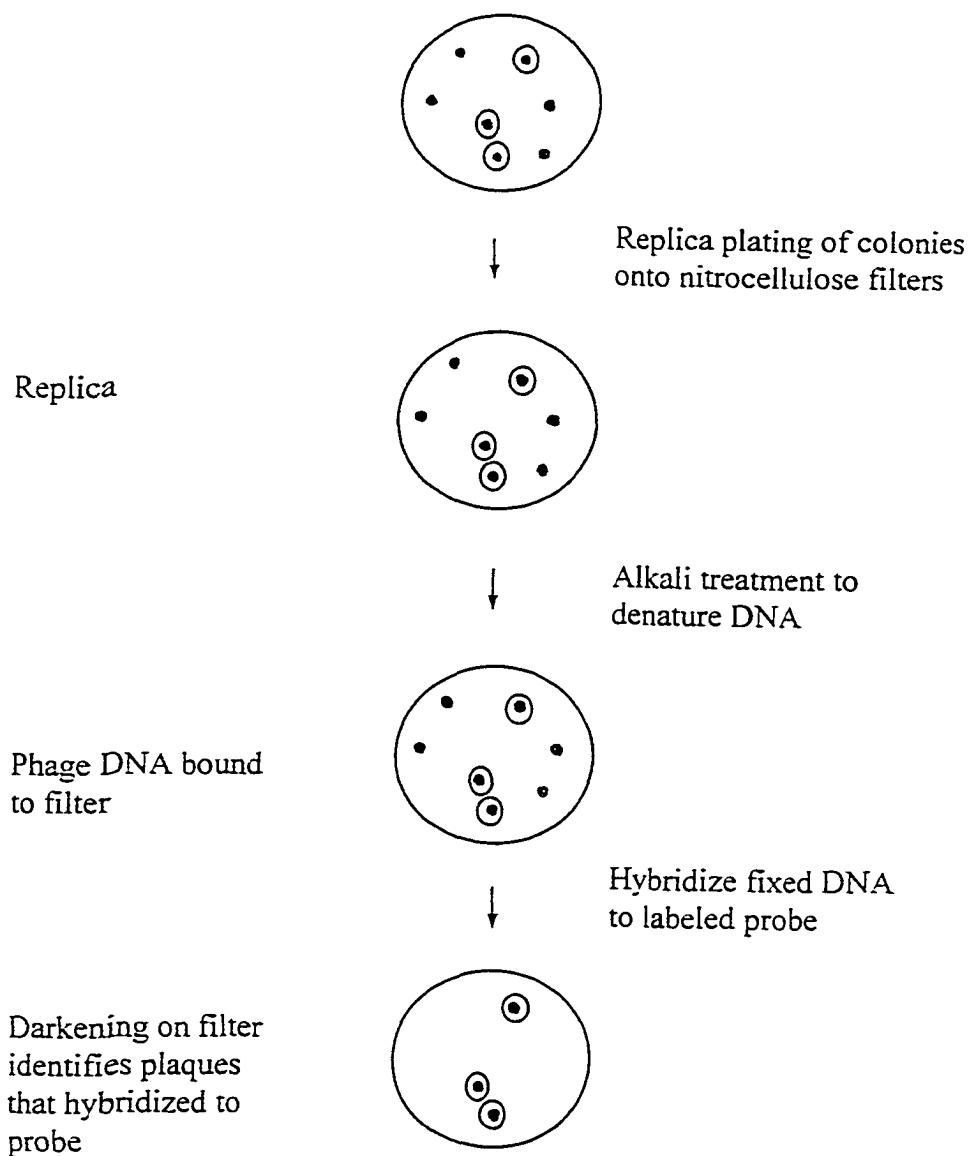 Replica plating of colonies
onto nitrocellulose filters
Replica
Alkali treatment to
denature DNA
Phage DNA bound
to filter
Hybridize fixed DNA
to labeled probe
Darkening on filter
identifies plaques
that hybridized to
probe